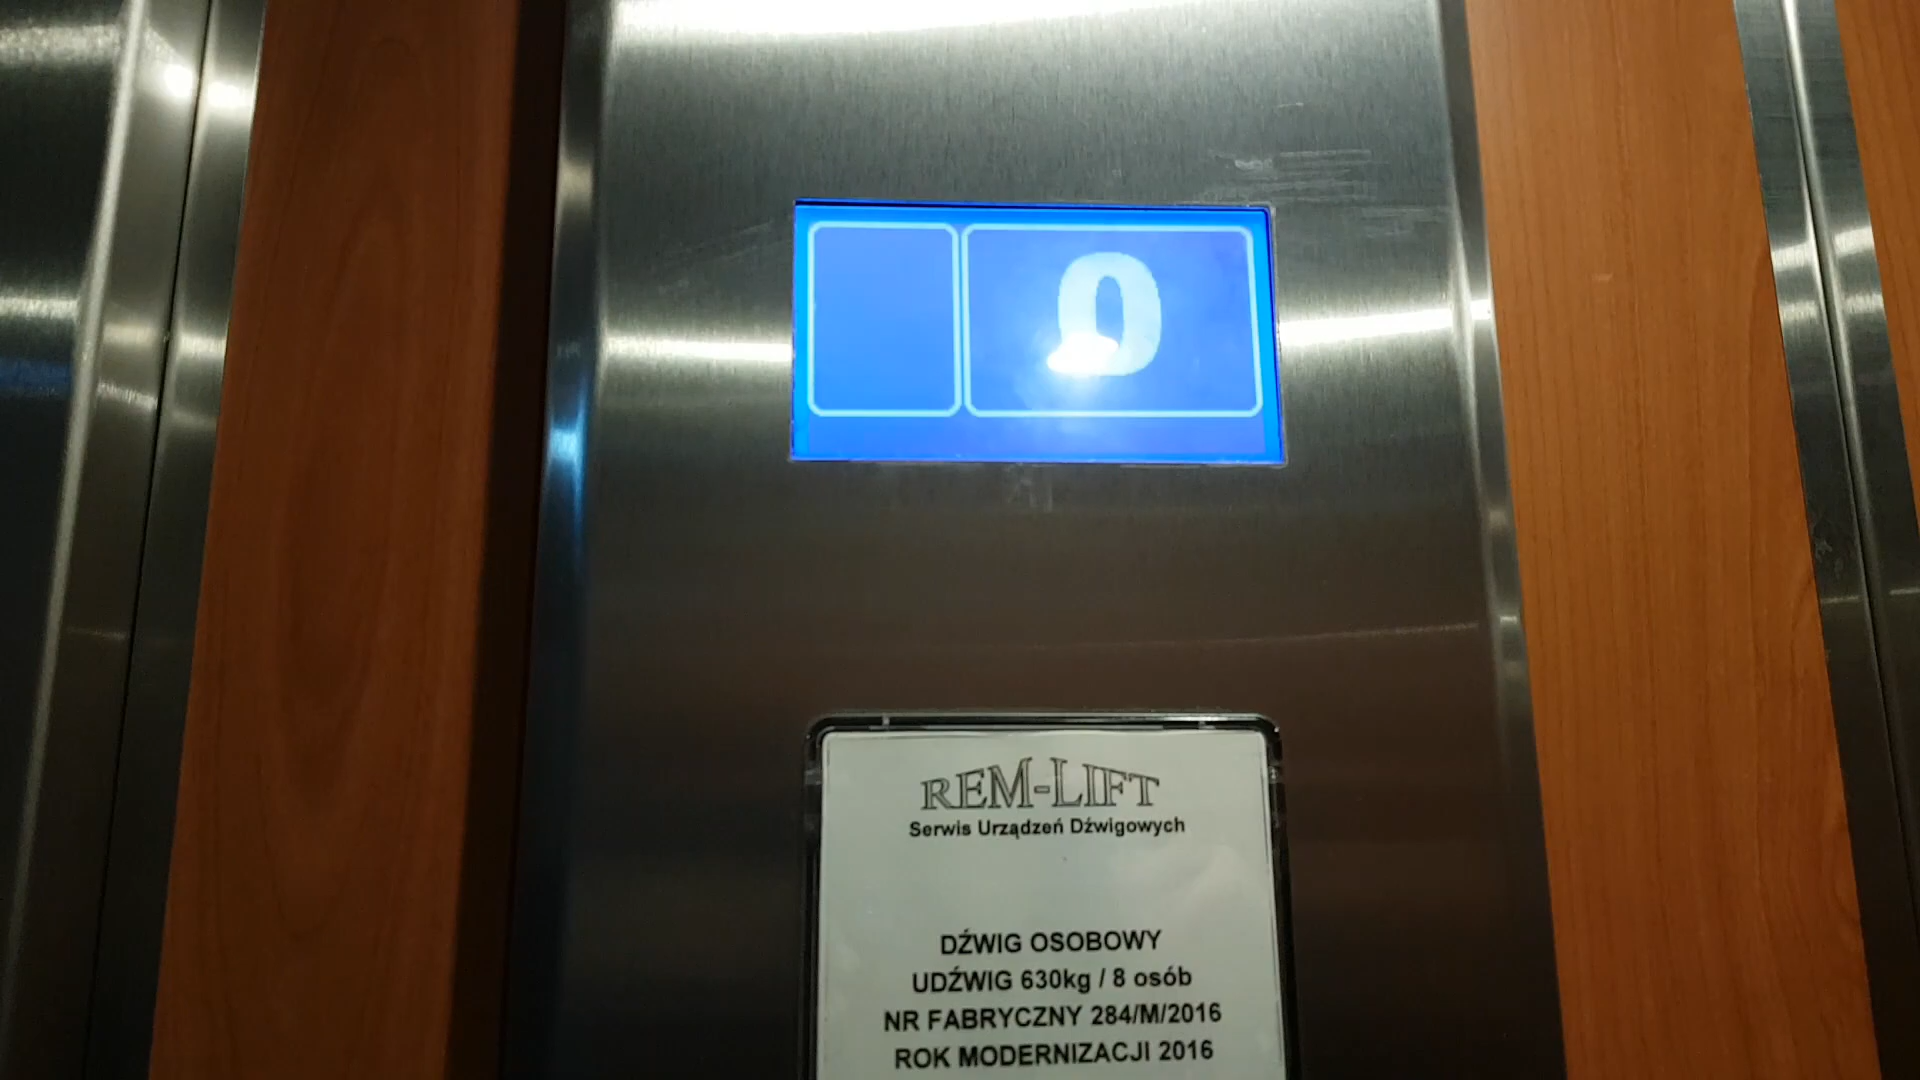 0
REM-LIFT
Serwis Urządzeń Dźwigowych
DŹWIG OSOBOWY
UDŹWIG 630kg / 8 osób
NR FABRYCZNY 284/M/2016
ROK MODERNIZACJI 2016